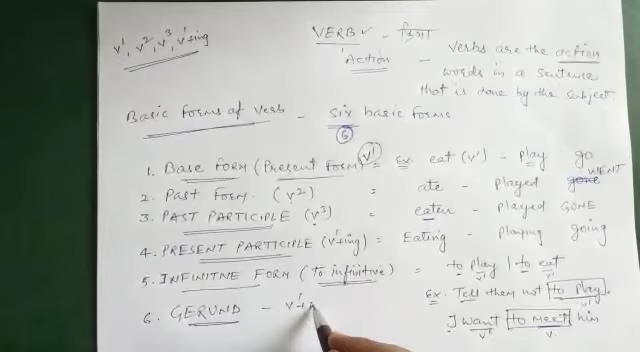 v¹, v², v³, v¹+ing
VERB ✓ - क्रिया
'Action - Verbs are the action
words in a sentence
that is done by the subject.
Basic forms of Verb - six basic forms
6
1. BASE FORM (Present form) (v¹) = Ex. eat (v¹) - play go
2. Past Form (v²) = ate - played gone WENT
3. PAST PARTICIPLE (v³) = eaten - played GONE
4. PRESENT PARTICIPLE (v¹+ing) = Eating - playing going
5. INFINITIVE FORM (To infinitive) = to play | to eat
v¹ v¹
Ex. Tell them not to play.
v¹
6. GERUND - v¹+i
I want to meet him
v¹ v.